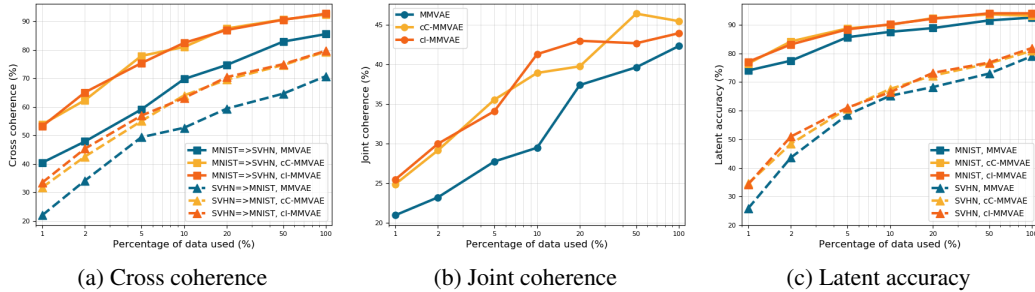 Cross coherence (%)
90
80
70
60
50
40
30
20
MNIST=>SVHN, MMVAE
MNIST=>SVHN, cC-MMVAE
MNIST=>SVHN, cI-MMVAE
SVHN=>MNIST, MMVAE
SVHN=>MNIST, cC-MMVAE
SVHN=>MNIST, cI-MMVAE
1 2 5 10 20 50 100
Percentage of data used (%)
(a) Cross coherence
Joint coherence (%)
45
40
35
30
25
20
MMVAE
cC-MMVAE
cI-MMVAE
1 2 5 10 20 50 100
Percentage of data used (%)
(b) Joint coherence
Latent accuracy (%)
100
90
80
70
60
50
40
30
20
MNIST, MMVAE
MNIST, cC-MMVAE
MNIST, cI-MMVAE
SVHN, MMVAE
SVHN, cC-MMVAE
SVHN, cI-MMVAE
1 2 5 10 20 50 100
Percentage of data used (%)
(c) Latent accuracy